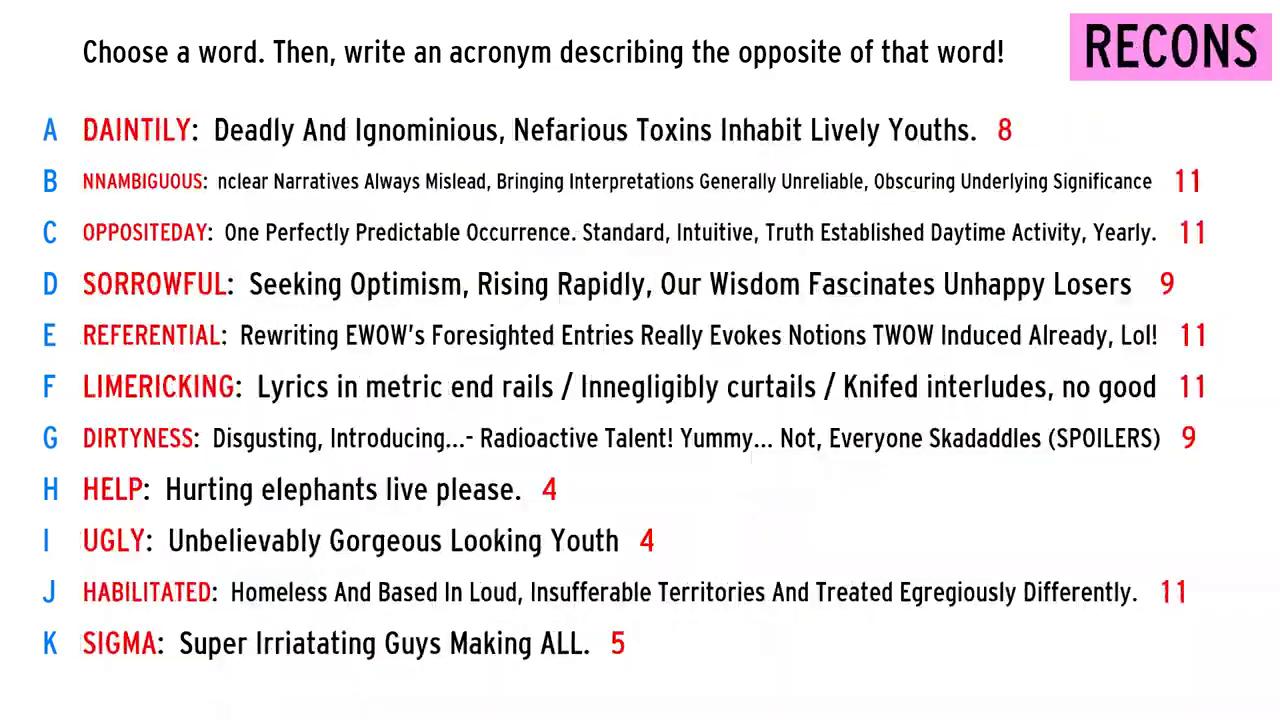 Choose a word. Then, write an acronym describing the opposite of that word!
RECONS
A DAINTILY: Deadly And Ignominious, Nefarious Toxins Inhabit Lively Youths. 8
B NNAMBIGUOUS: nclear Narratives Always Mislead, Bringing Interpretations Generally Unreliable, Obscuring Underlying Significance 11
C OPPOSITEDAY: One Perfectly Predictable Occurrence. Standard, Intuitive, Truth Established Daytime Activity, Yearly. 11
D SORROWFUL: Seeking Optimism, Rising Rapidly, Our Wisdom Fascinates Unhappy Losers 9
E REFERENTIAL: Rewriting EWOW's Foresighted Entries Really Evokes Notions TWOW Induced Already, Lol! 11
F LIMERICKING: Lyrics in metric end rails / Innegligibly curtails / Knifed interludes, no good 11
G DIRTYNESS: Disgusting, Introducing...- Radioactive Talent! Yummy... Not, Everyone Skadaddles (SPOILERS) 9
H HELP: Hurting elephants live please. 4
I UGLY: Unbelievably Gorgeous Looking Youth 4
J HABILITATED: Homeless And Based In Loud, Insufferable Territories And Treated Egregiously Differently. 11
K SIGMA: Super Irriatating Guys Making ALL. 5